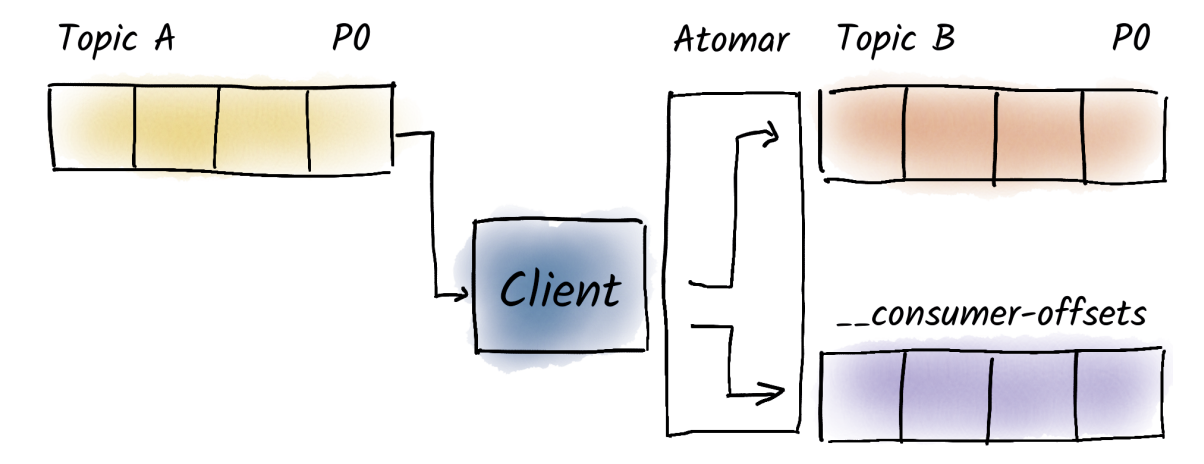 Topic A P0
Atomar
Topic B P0
Client
__consumer-offsets